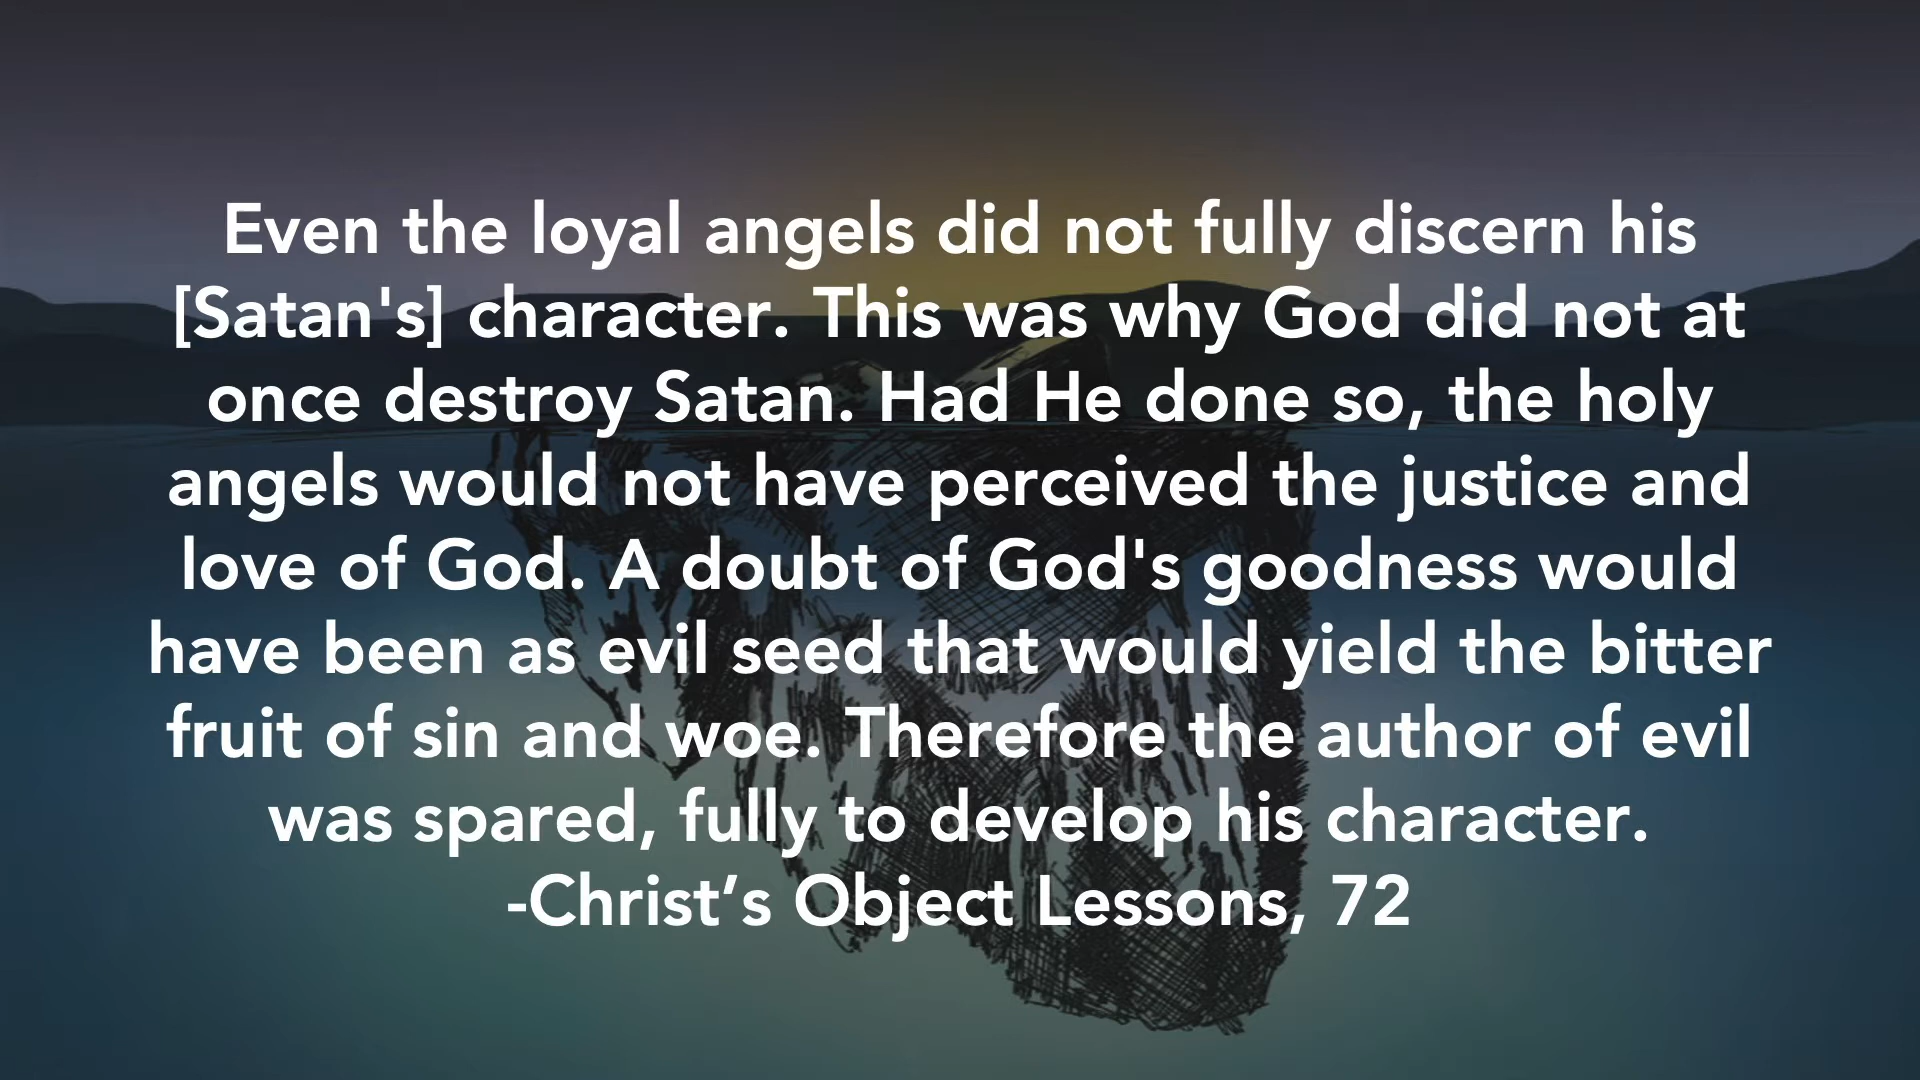 Even the loyal angels did not fully discern his
[Satan's] character. This was why God did not at
once destroy Satan. Had He done so, the holy
angels would not have perceived the justice and
love of God. A doubt of God's goodness would
have been as evil seed that would yield the bitter
fruit of sin and woe. Therefore the author of evil
was spared, fully to develop his character.
-Christ’s Object Lessons, 72